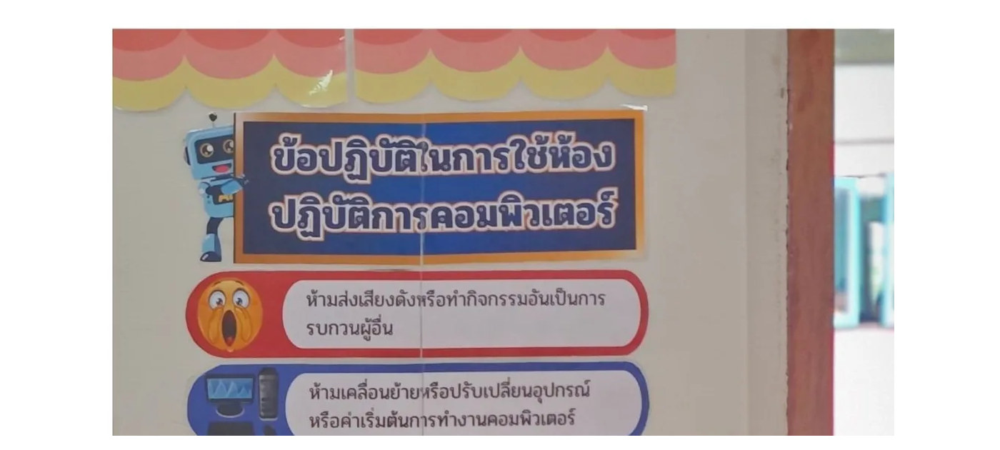 ข้อปฏิบัติในการใช้ห้อง
ปฏิบัติการคอมพิวเตอร์
ห้ามส่งเสียงดังหรือทำกิจกรรมอันเป็นการ
รบกวนผู้อื่น
ห้ามเคลื่อนย้ายหรือปรับเปลี่ยนอุปกรณ์
หรือค่าเริ่มต้นการทำงานคอมพิวเตอร์